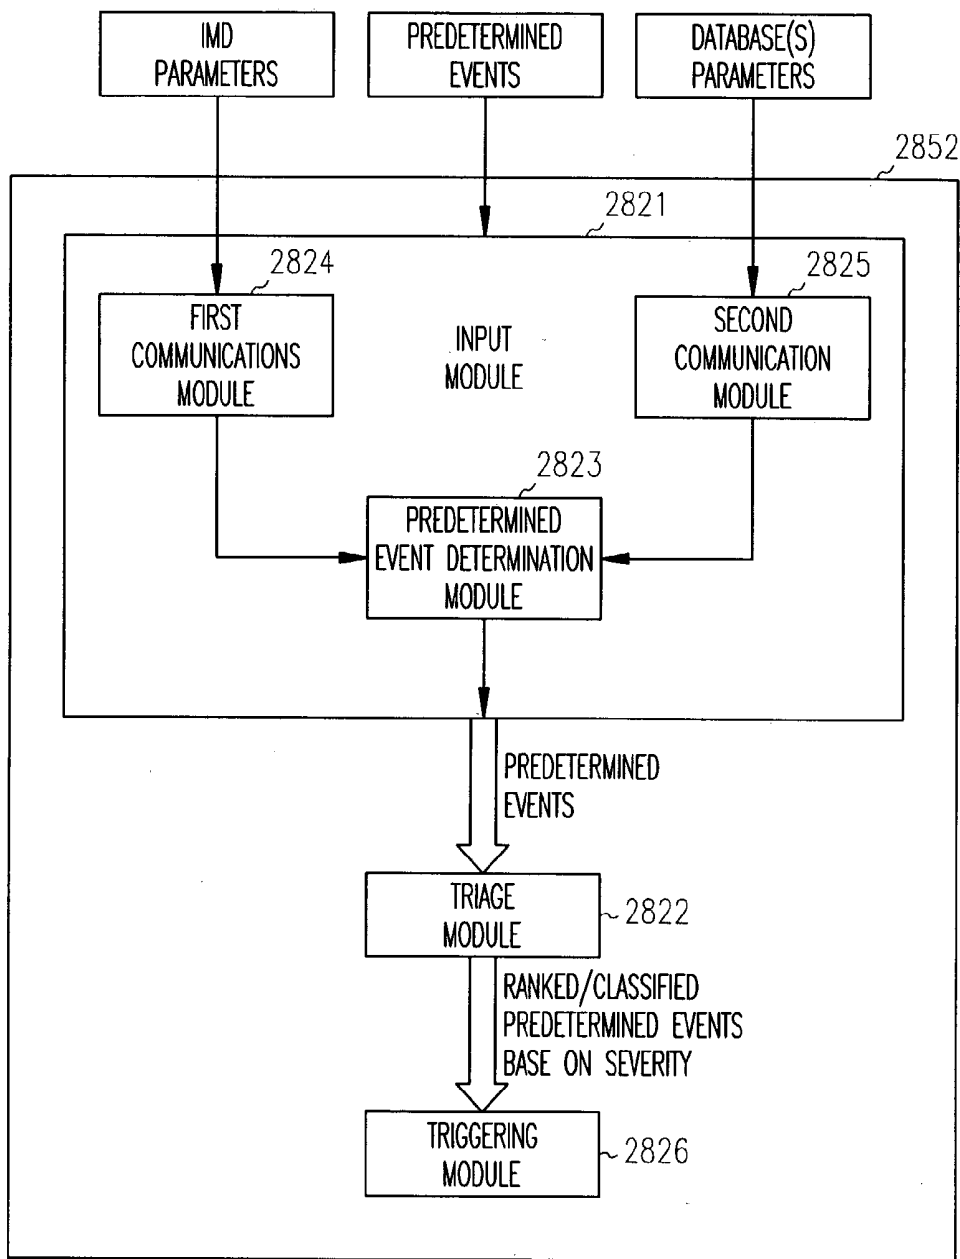 IMD
PARAMETERS
PREDETERMINED
EVENTS
DATABASE(S)
PARAMETERS
2852
2821
2824
2825
FIRST
COMMUNICATIONS
MODULE
INPUT
MODULE
SECOND
COMMUNICATION
MODULE
2823
PREDETERMINED
EVENT DETERMINATION
MODULE
PREDETERMINED
EVENTS
TRIAGE
MODULE
2822
RANKED/CLASSIFIED
PREDETERMINED EVENTS
BASE ON SEVERITY
TRIGGERING
MODULE
2826